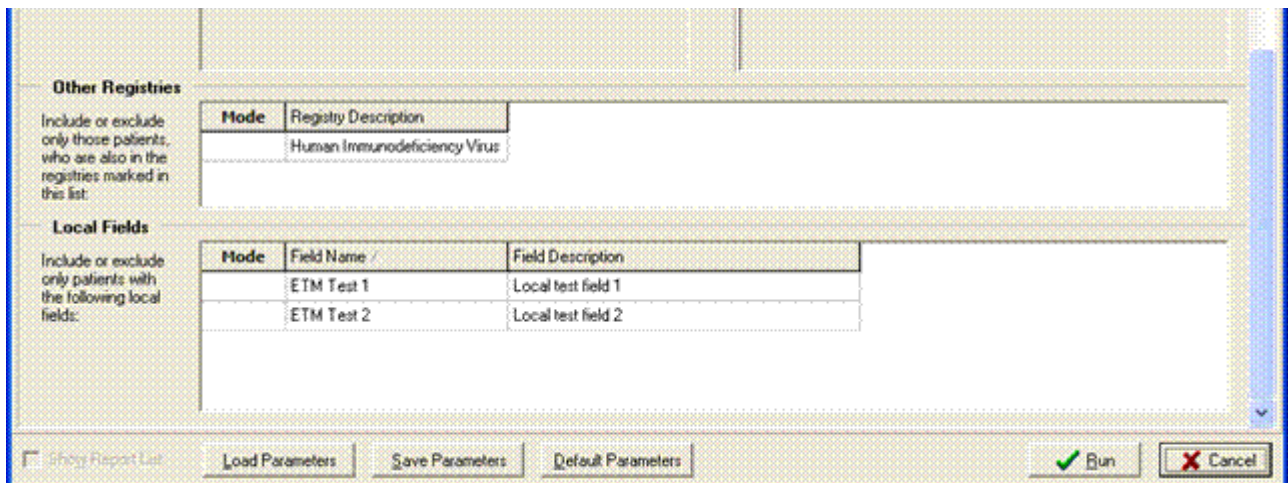 Other Registries
Include or exclude
only those patients,
who are also in the
registries marked in
this list:
Mode Registry Description
Human Immunodeficiency Virus
Local Fields
Include or exclude
only patients with
the following local
fields:
Mode Field Name / Field Description
ETM Test 1 Local test field 1
ETM Test 2 Local test field 2
Show Report List Load Parameters Save Parameters Default Parameters Run Cancel